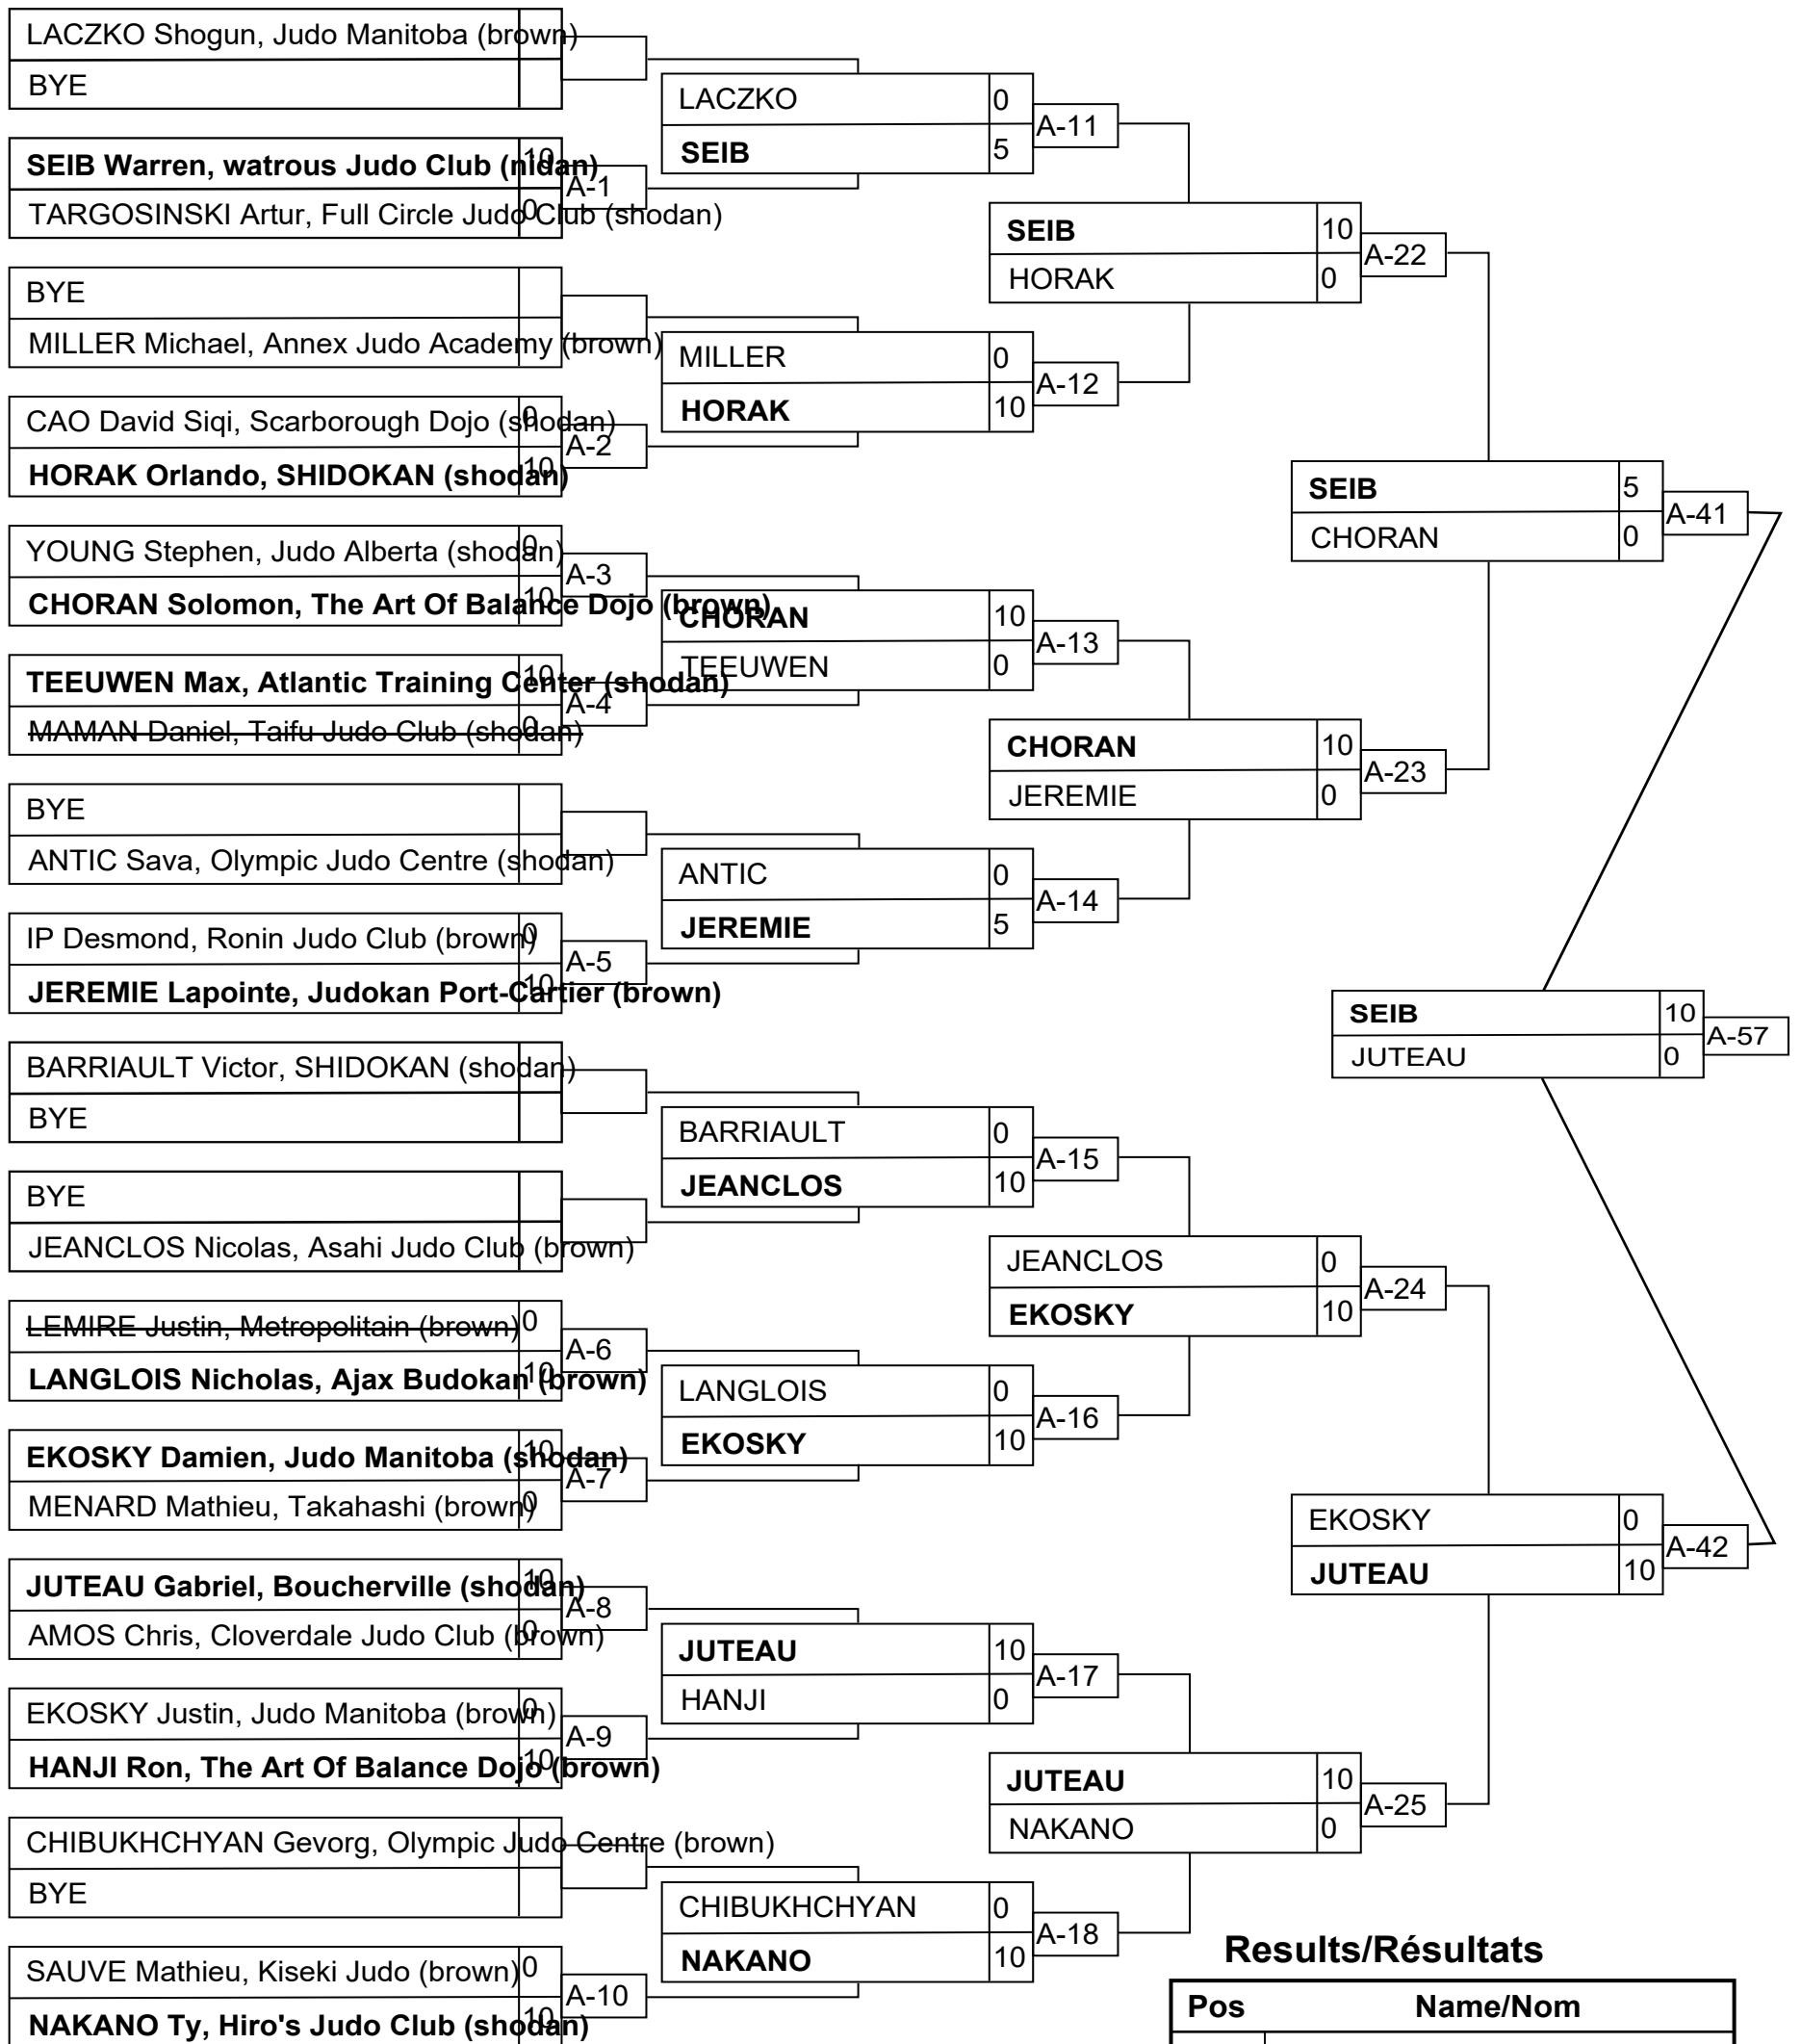 LACZKO Shogun, Judo Manitoba (brown)
BYE
SEIB Warren, watrous Judo Club (nidan) 10
TARGOSINSKI Artur, Full Circle Judo Club (shodan) 0
A-1
BYE
MILLER Michael, Annex Judo Academy (brown)
CAO David Siqi, Scarborough Dojo (shodan) 0
HORAK Orlando, SHIDOKAN (shodan) 10
A-2
YOUNG Stephen, Judo Alberta (shodan) 0
CHORAN Solomon, The Art Of Balance Dojo (brown) 10
A-3
TEEUWEN Max, Atlantic Training Center (shodan) 10
MAMAN Daniel, Taifu Judo Club (shodan) 0
A-4
BYE
ANTIC Sava, Olympic Judo Centre (shodan)
IP Desmond, Ronin Judo Club (brown) 0
JEREMIE Lapointe, Judokan Port-Cartier (brown) 10
A-5
BARRIAULT Victor, SHIDOKAN (shodan)
BYE
BYE
JEANCLOS Nicolas, Asahi Judo Club (brown)
LEMIRE Justin, Metropolitain (brown) 0
LANGLOIS Nicholas, Ajax Budokan (brown) 10
A-6
EKOSKY Damien, Judo Manitoba (shodan) 10
MENARD Mathieu, Takahashi (brown) 0
A-7
JUTEAU Gabriel, Boucherville (shodan) 10
AMOS Chris, Cloverdale Judo Club (brown) 0
A-8
EKOSKY Justin, Judo Manitoba (brown) 0
HANJI Ron, The Art Of Balance Dojo (brown) 10
A-9
CHIBUKHCHYAN Gevorg, Olympic Judo Centre (brown)
BYE
SAUVE Mathieu, Kiseki Judo (brown) 0
NAKANO Ty, Hiro's Judo Club (shodan) 10
A-10
LACZKO 0
SEIB 5
A-11
MILLER 0
HORAK 10
A-12
CHORAN 10
TEEUWEN 0
A-13
ANTIC 0
JEREMIE 5
A-14
BARRIAULT 0
JEANCLOS 10
A-15
LANGLOIS 0
EKOSKY 10
A-16
JUTEAU 10
HANJI 0
A-17
CHIBUKHCHYAN 0
NAKANO 10
A-18
SEIB 10
HORAK 0
A-22
CHORAN 10
JEREMIE 0
A-23
JEANCLOS 0
EKOSKY 10
A-24
JUTEAU 10
NAKANO 0
A-25
SEIB 5
CHORAN 0
A-41
EKOSKY 0
JUTEAU 10
A-42
SEIB 10
JUTEAU 0
A-57
Results/Résultats
Pos Name/Nom